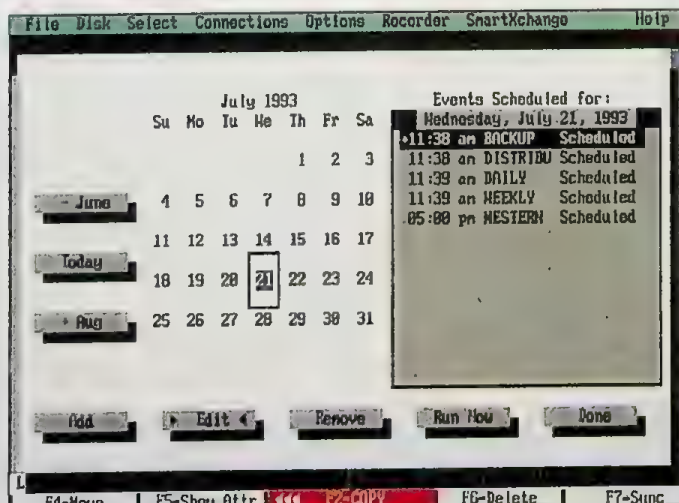 File Disk Select Connections Options Recorder SmartXchange Help
July 1993
Su Mo Tu We Th Fr Sa
1 2 3
4 5 6 7 8 9 10
11 12 13 14 15 16 17
18 19 20 21 22 23 24
25 26 27 28 29 30 31
- June
Today
+ Aug
Events Scheduled for:
Wednesday, July 21, 1993
11:38 am BACKUP Scheduled
11:38 am DISTRIBU Scheduled
11:39 am DAILY Scheduled
11:39 am WEEKLY Scheduled
05:00 pm WESTERN Scheduled
Add Edit Remove Run Now Done
L
F4-Move F5-Show Attr <<< F2-COPY F6-Delete F7-Sync